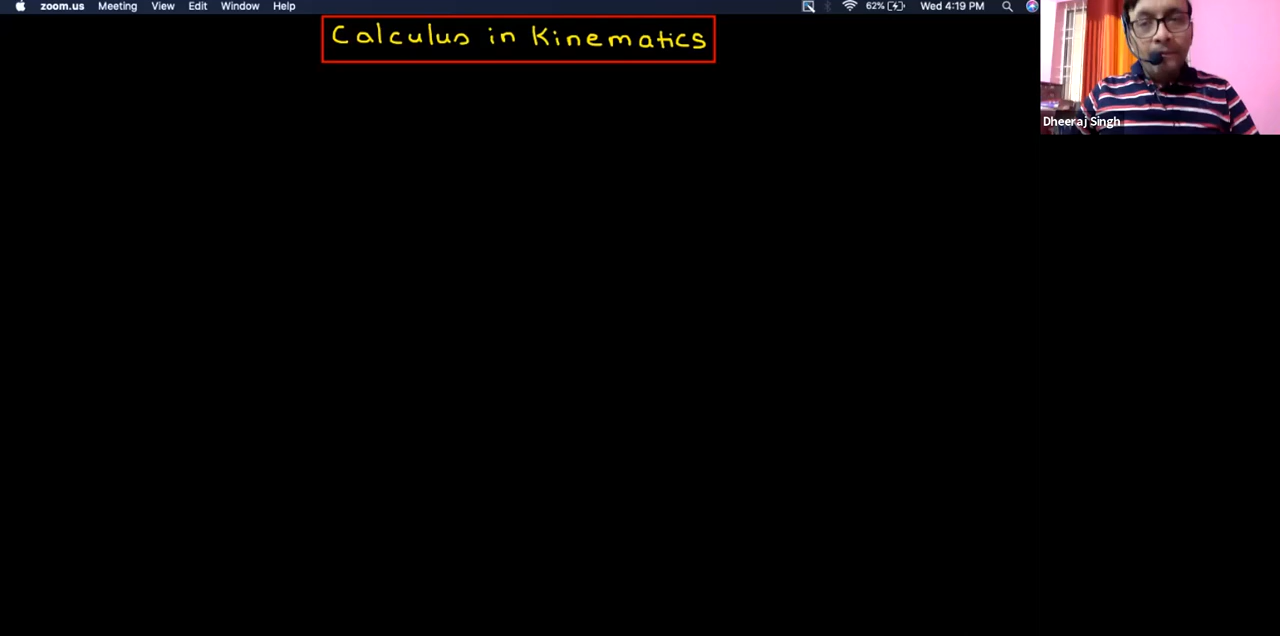 zoom.us Meeting View Edit Window Help 62% Wed 4:19 PM
Calculus in Kinematics
Dheeraj Singh